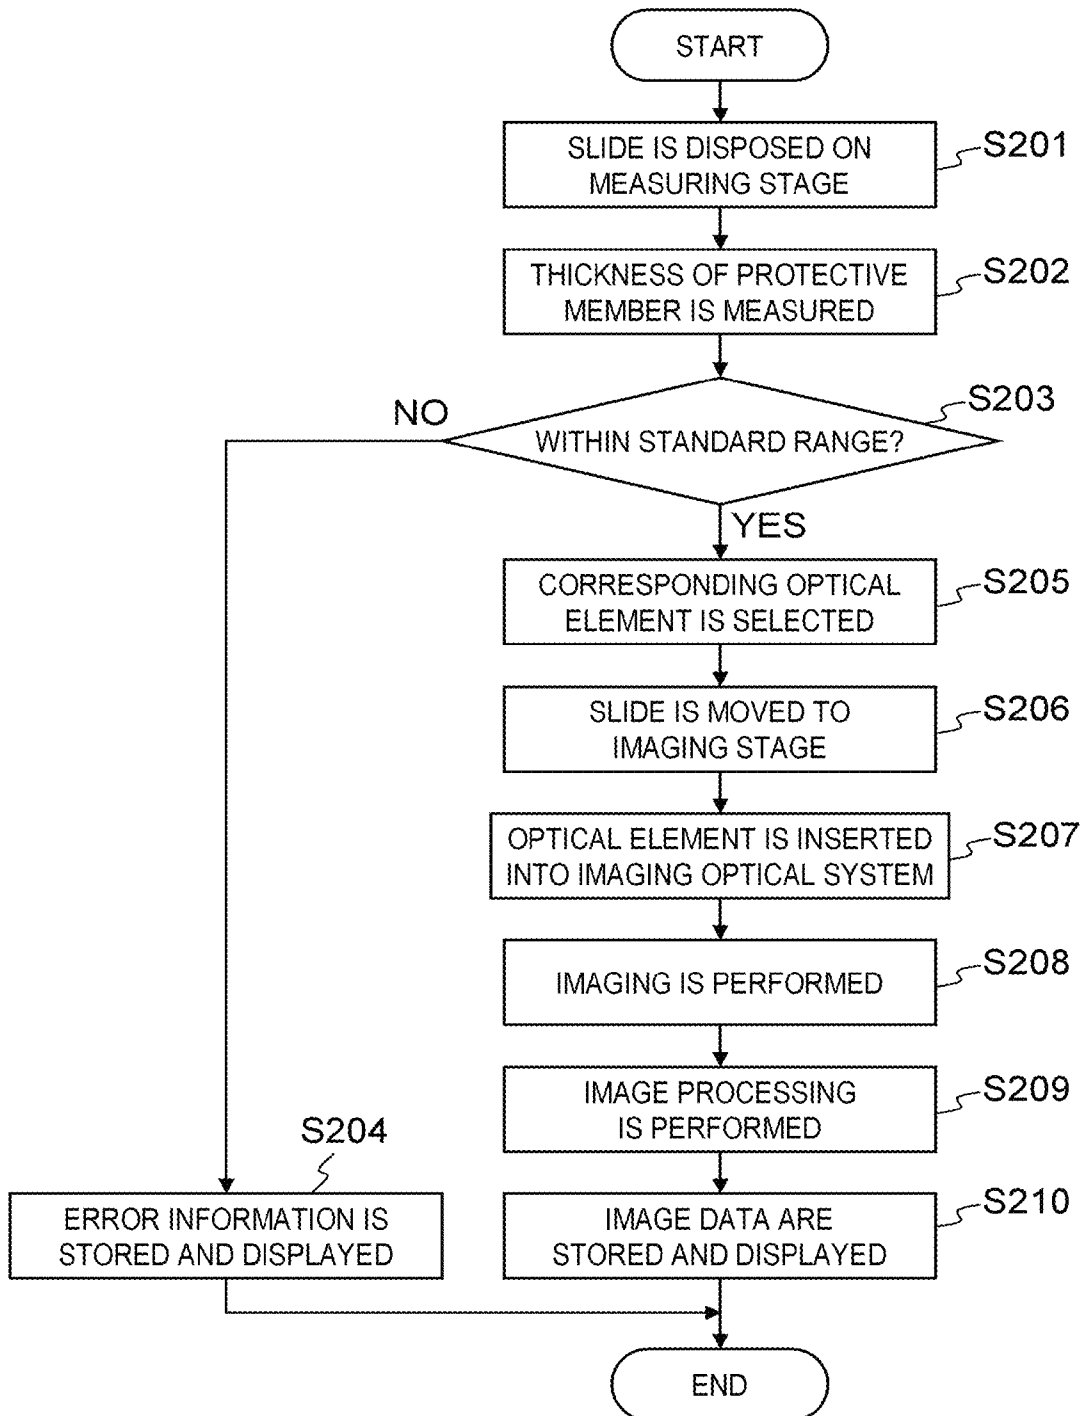 START
SLIDE IS DISPOSED ON
MEASURING STAGE
S201
THICKNESS OF PROTECTIVE
MEMBER IS MEASURED
S202
WITHIN STANDARD RANGE?
S203
NO
YES
CORRESPONDING OPTICAL
ELEMENT IS SELECTED
S205
SLIDE IS MOVED TO
IMAGING STAGE
S206
OPTICAL ELEMENT IS INSERTED
INTO IMAGING OPTICAL SYSTEM
S207
IMAGING IS PERFORMED
S208
IMAGE PROCESSING
IS PERFORMED
S209
S204
ERROR INFORMATION IS
STORED AND DISPLAYED
IMAGE DATA ARE
STORED AND DISPLAYED
S210
END